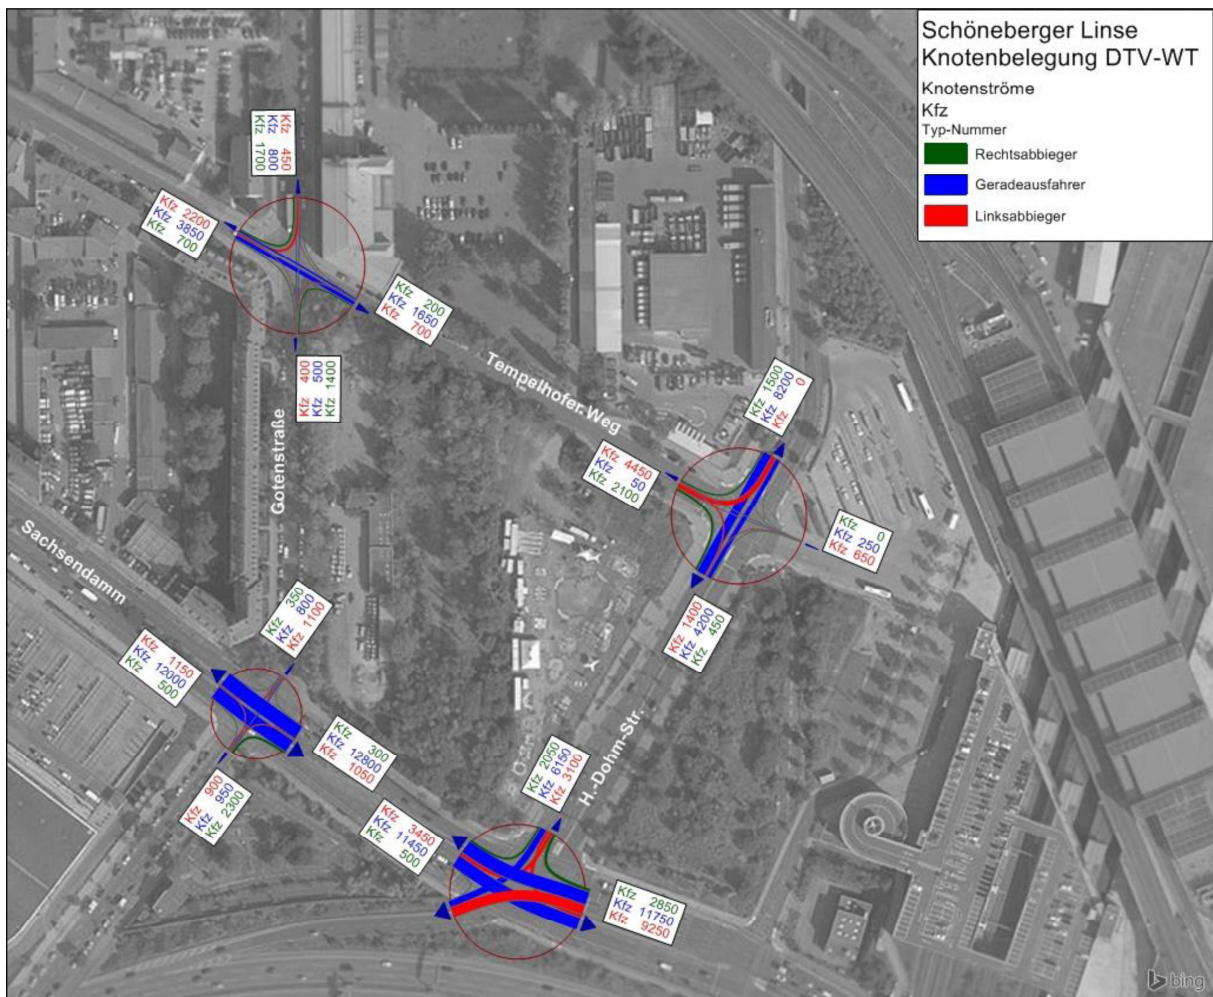 Schöneberger Linse
Knotenbelegung DTV-WT
Knotenströme
Kfz
Typ-Nummer
Rechtsabbieger
Geradeausfahrer
Linksabbieger
Kfz 450
Kfz 800
Kfz 1700
Kfz 2200
Kfz 3850
Kfz 700
Kfz 200
Kfz 1650
Kfz 700
Kfz 400
Kfz 500
Kfz 1400
Tempelhofer Weg
Gotenstraße
Kfz 1500
Kfz 8200
Kfz 0
Kfz 4450
Kfz 50
Kfz 2100
Kfz 0
Kfz 250
Kfz 650
Kfz 1400
Kfz 4200
Kfz 450
Sachsendamm
Kfz 350
Kfz 800
Kfz 1100
Kfz 1150
Kfz 12000
Kfz 500
Kfz 300
Kfz 12800
Kfz 1050
Kfz 900
Kfz 950
Kfz 2300
H.-Dohm-Str.
Kfz 2050
Kfz 6150
Kfz 3100
Kfz 3450
Kfz 11450
Kfz 500
Kfz 2850
Kfz 11750
Kfz 9250
bing